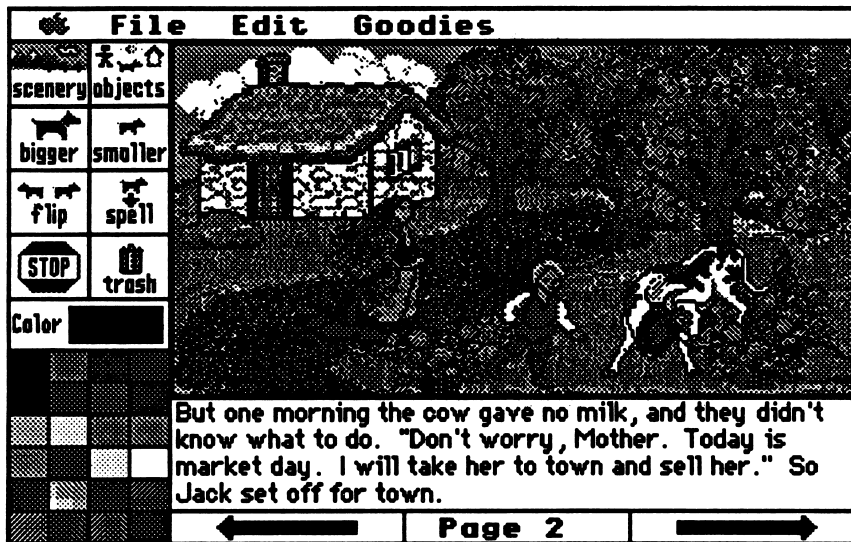 File Edit Goodies
scenery objects
bigger smaller
flip spell
STOP trash
Color
But one morning the cow gave no milk, and they didn't
know what to do. "Don't worry, Mother. Today is
market day. I will take her to town and sell her." So
Jack set off for town.
Page 2